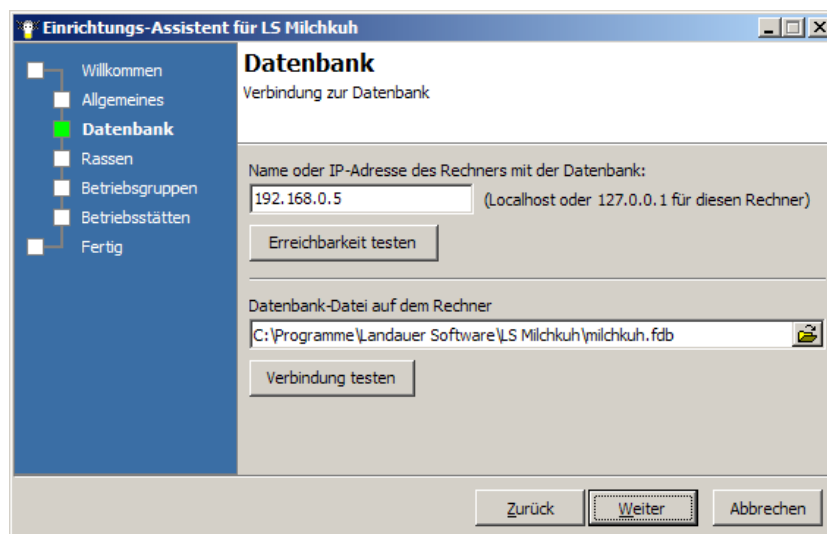 Einrichtungs-Assistent für LS Milchkuh
Willkommen
Allgemeines
Datenbank
Rassen
Betriebsgruppen
Betriebsstätten
Fertig
Datenbank
Verbindung zur Datenbank
Name oder IP-Adresse des Rechners mit der Datenbank:
192.168.0.5 (Localhost oder 127.0.0.1 für diesen Rechner)
Erreichbarkeit testen
Datenbank-Datei auf dem Rechner
C:\Programme\Landauer Software\LS Milchkuh\milchkuh.fdb
Verbindung testen
Zurück Weiter Abbrechen